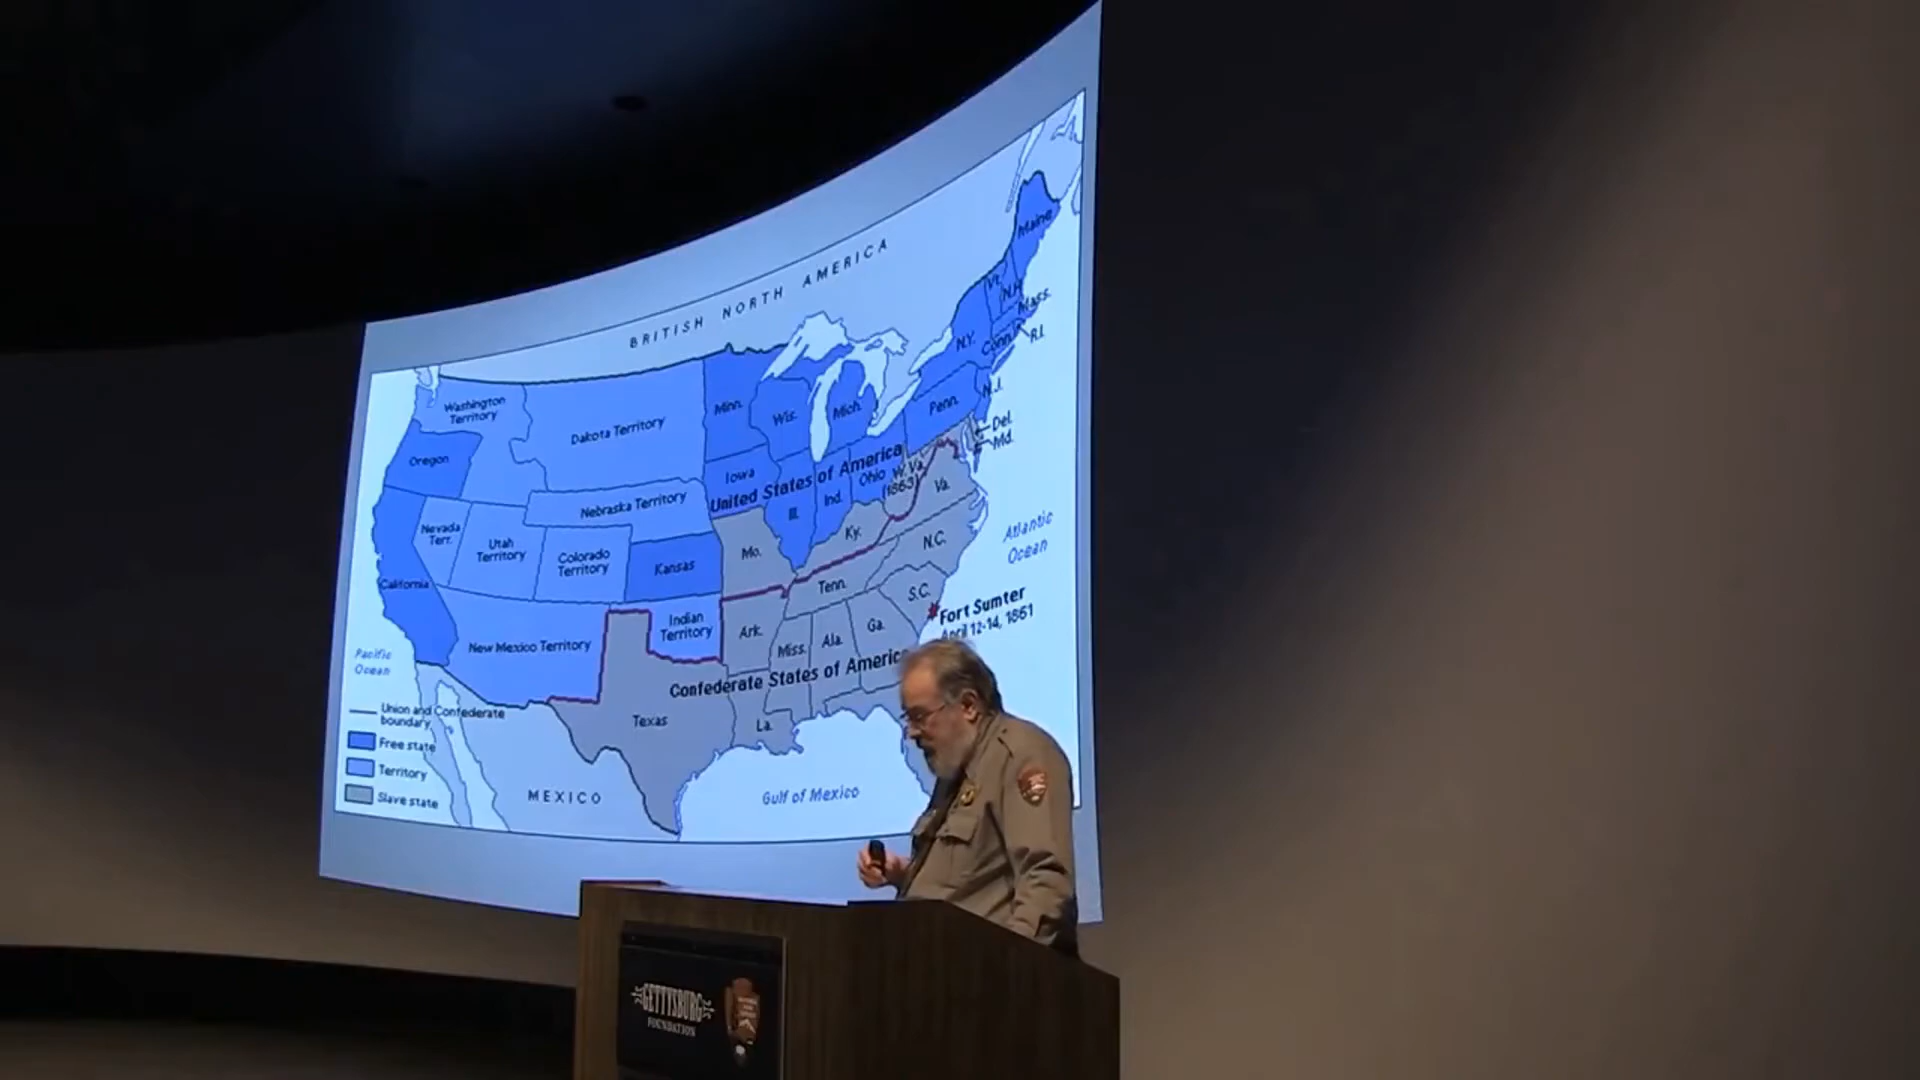 BRITISH NORTH AMERICA
Maine
Vt.
N.H.
Mass.
R.I.
Conn.
N.Y.
N.J.
Penn.
Del.
Md.
Washington
Territory
Dakota Territory
Minn.
Wis.
Mich.
Oregon
Iowa
United States of America
Ohio
W. Va.
(1863)
Va.
Nebraska Territory
Ill.
Ind.
Nevada
Terr.
Utah
Territory
Colorado
Territory
Kansas
Mo.
Ky.
N.C.
Atlantic
Ocean
California
Tenn.
S.C.
Fort Sumter
April 12-14, 1861
Indian
Territory
New Mexico Territory
Ark.
Miss.
Ala.
Ga.
Pacific
Ocean
Confederate States of America
Texas
La.
Union and Confederate
boundary
Free state
Territory
Slave state
MEXICO
Gulf of Mexico
GETTYSBURG
FOUNDATION